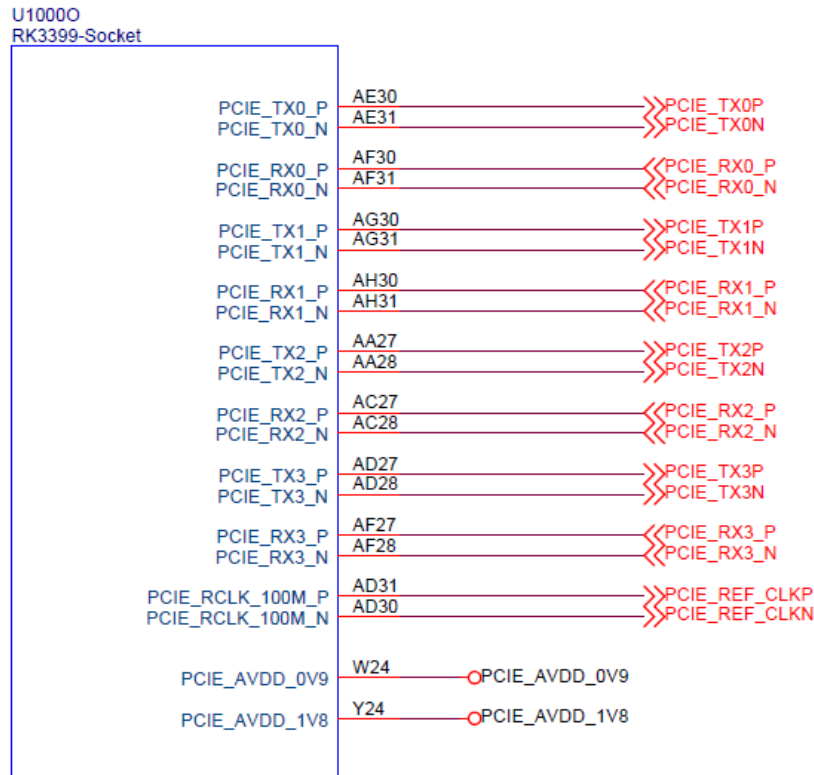 U1000O
RK3399-Socket
PCIE_TX0_P AE30 PCIE_TX0P
PCIE_TX0_N AE31 PCIE_TX0N
PCIE_RX0_P AF30 PCIE_RX0_P
PCIE_RX0_N AF31 PCIE_RX0_N
PCIE_TX1_P AG30 PCIE_TX1P
PCIE_TX1_N AG31 PCIE_TX1N
PCIE_RX1_P AH30 PCIE_RX1_P
PCIE_RX1_N AH31 PCIE_RX1_N
PCIE_TX2_P AA27 PCIE_TX2P
PCIE_TX2_N AA28 PCIE_TX2N
PCIE_RX2_P AC27 PCIE_RX2_P
PCIE_RX2_N AC28 PCIE_RX2_N
PCIE_TX3_P AD27 PCIE_TX3P
PCIE_TX3_N AD28 PCIE_TX3N
PCIE_RX3_P AF27 PCIE_RX3_P
PCIE_RX3_N AF28 PCIE_RX3_N
PCIE_RCLK_100M_P AD31 PCIE_REF_CLKP
PCIE_RCLK_100M_N AD30 PCIE_REF_CLKN
PCIE_AVDD_0V9 W24 PCIE_AVDD_0V9
PCIE_AVDD_1V8 Y24 PCIE_AVDD_1V8